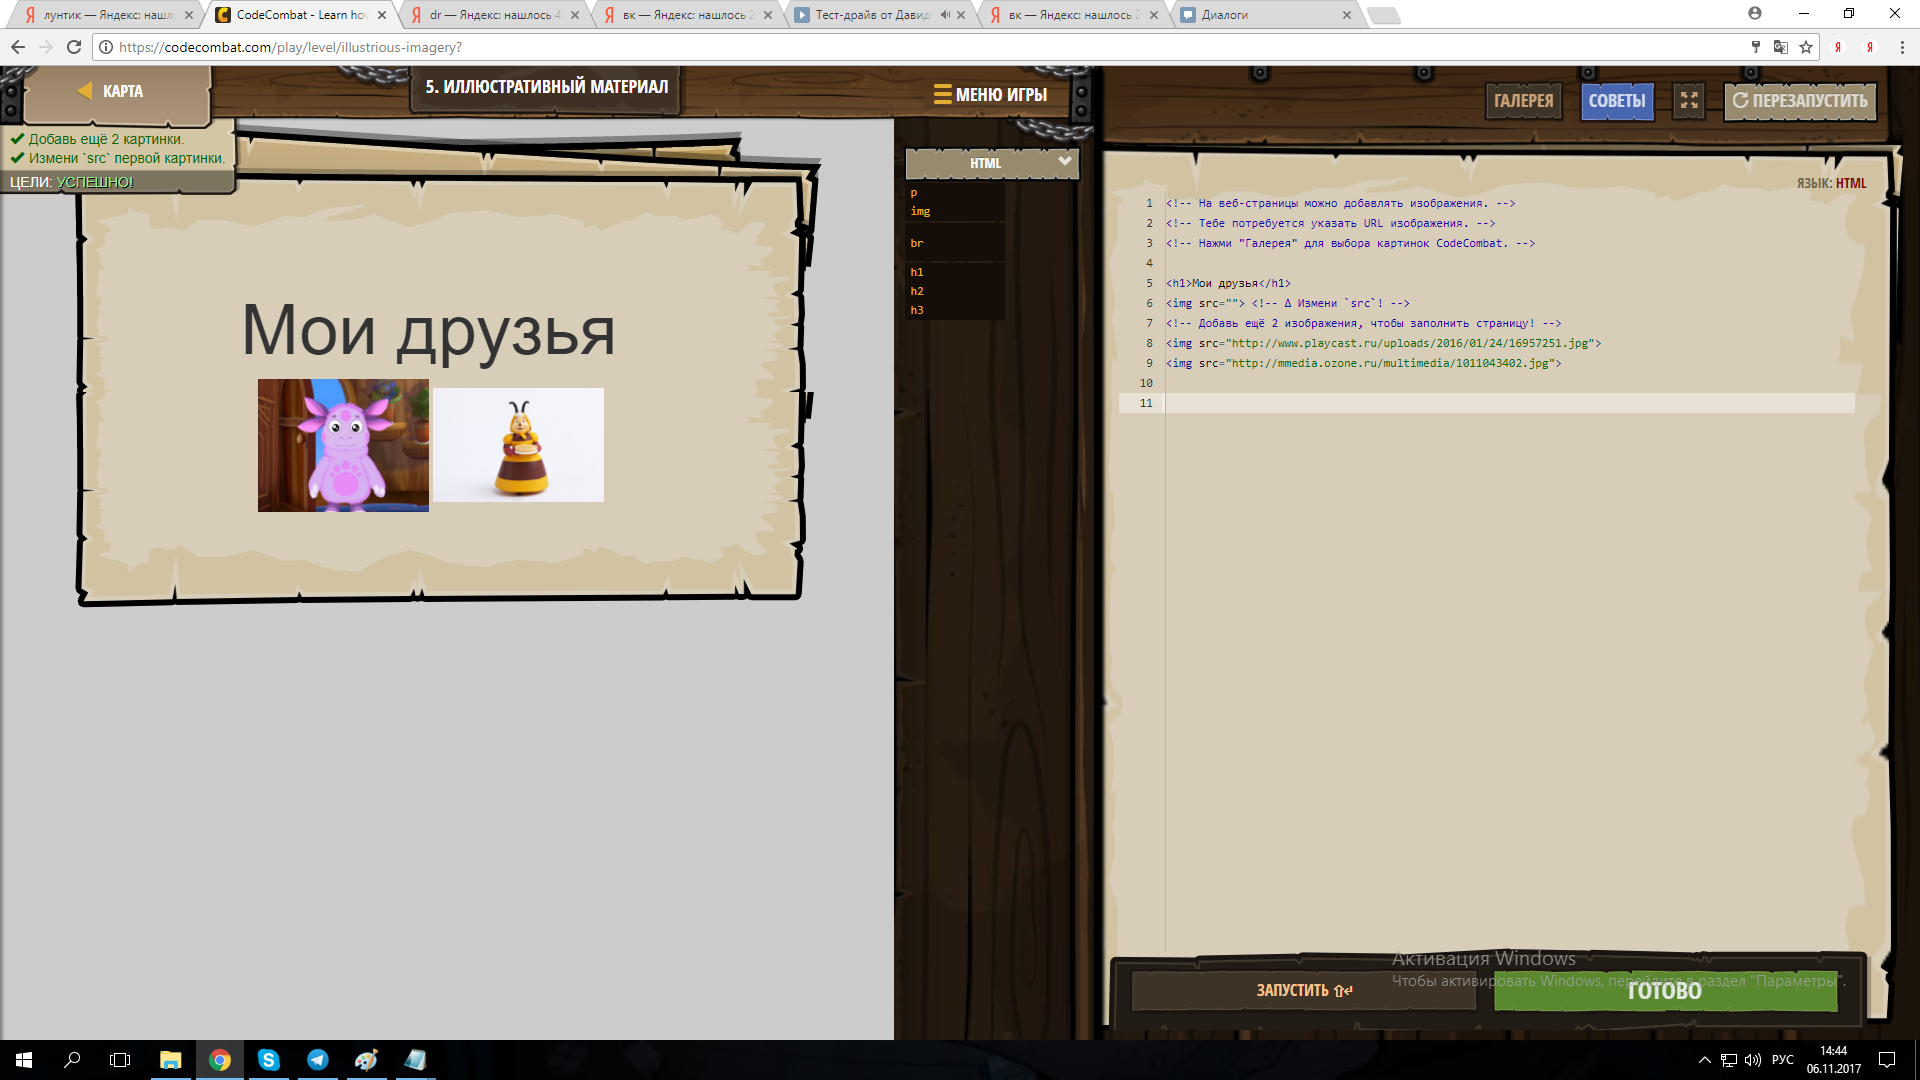 лунтик — Яндекс: нашл
CodeCombat - Learn how
dr — Яндекс: нашлось 4
вк — Яндекс: нашлось 2
Тест-драйв от Давид
вк — Яндекс: нашлось 2
Диалоги
https://codecombat.com/play/level/illustrious-imagery?
КАРТА
5. ИЛЛЮСТРАТИВНЫЙ МАТЕРИАЛ
МЕНЮ ИГРЫ
ГАЛЕРЕЯ
СОВЕТЫ
ПЕРЕЗАПУСТИТЬ
Добавь ещё 2 картинки.
Измени `src` первой картинки.
ЦЕЛИ: УСПЕШНО!
Мои друзья
HTML
p
img
br
h1
h2
h3
ЯЗЫК: HTML
1 <!-- На веб-страницы можно добавлять изображения. -->
2 <!-- Тебе потребуется указать URL изображения. -->
3 <!-- Нажми "Галерея" для выбора картинок CodeCombat. -->
4
5 <h1>Мои друзья</h1>
6 <img src=""> <!-- Δ Измени `src`! -->
7 <!-- Добавь ещё 2 изображения, чтобы заполнить страницу! -->
8 <img src="http://www.playcast.ru/uploads/2016/01/24/16957251.jpg">
9 <img src="http://mmedia.ozone.ru/multimedia/1011043402.jpg">
10
11
Активация Windows
Чтобы активировать Windows, перейдите в раздел "Параметры".
ЗАПУСТИТЬ
ГОТОВО
РУС
14:44
06.11.2017